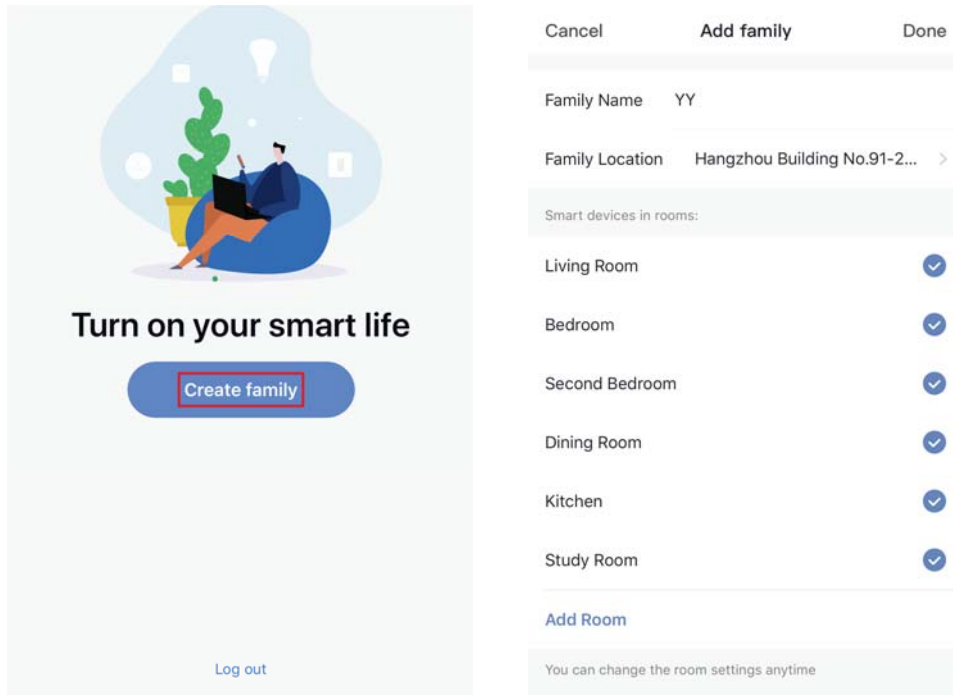 Turn on your smart life
Create family
Log out
Cancel Add family Done
Family Name YY
Family Location Hangzhou Building No.91-2... >
Smart devices in rooms:
Living Room
Bedroom
Second Bedroom
Dining Room
Kitchen
Study Room
Add Room
You can change the room settings anytime